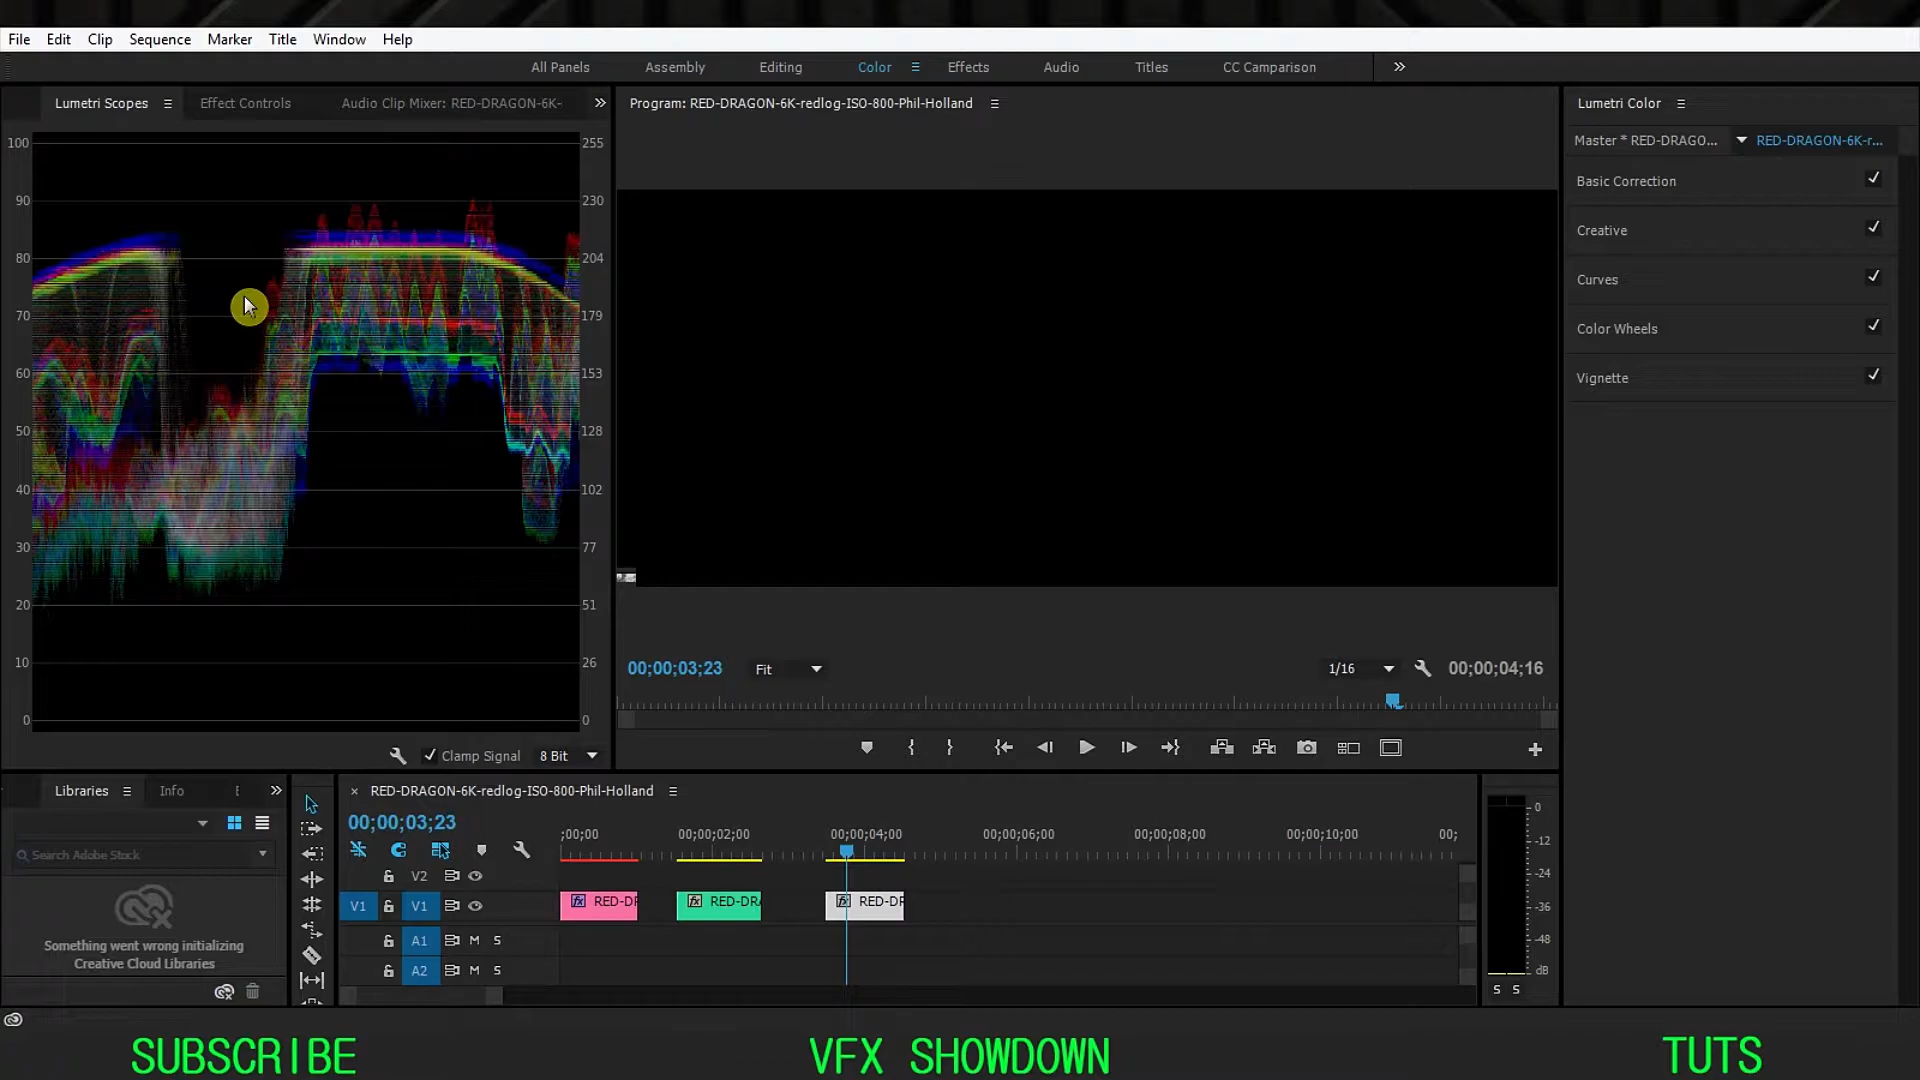 File Edit Clip Sequence Marker Title Window Help
All Panels Assembly Editing Color Effects Audio Titles CC Comparison
Lumetri Scopes Effect Controls Audio Clip Mixer: RED-DRAGON-6K-
Program: RED-DRAGON-6K-redlog-ISO-800-Phil-Holland
Lumetri Color
Master * RED-DRAGO... RED-DRAGON-6K-r...
Basic Correction
Creative
Curves
Color Wheels
Vignette
100 255
90 230
80 204
70 179
60 153
50 128
40 102
30 77
20 51
10 26
0 0
Clamp Signal 8 Bit
00;00;03;23 Fit 1/16 00;00;04;16
Libraries Info
Search Adobe Stock
Something went wrong initializing
Creative Cloud Libraries
RED-DRAGON-6K-redlog-ISO-800-Phil-Holland
00;00;03;23
;00;00 00;00;02;00 00;00;04;00 00;00;06;00 00;00;08;00 00;00;10;00 00;
V2
V1 V1 fx RED-DR fx RED-DRA fx RED-DR
A1 M S
A2 M S
0
-12
-24
-36
-48
dB
S S
SUBSCRIBE VFX SHOWDOWN TUTS